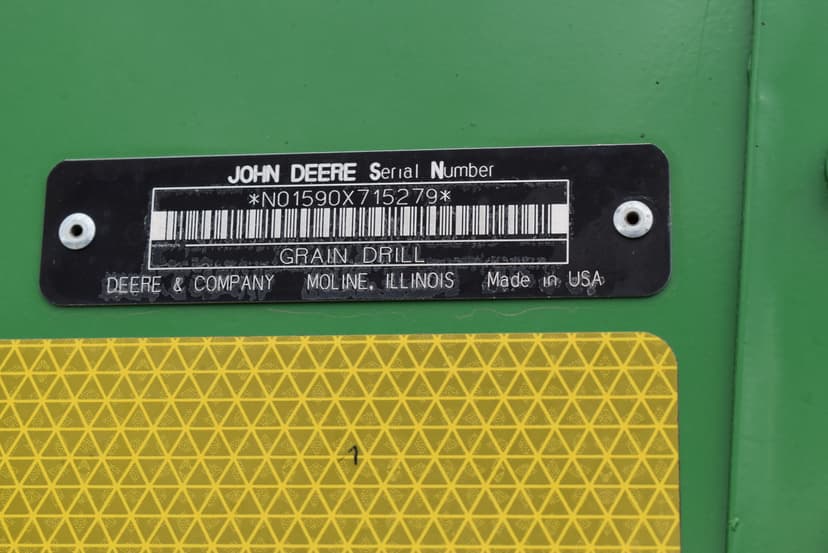 JOHN DEERE Serial Number
*N01590X715279*
GRAIN DRILL
DEERE & COMPANY MOLINE, ILLINOIS Made in USA
1